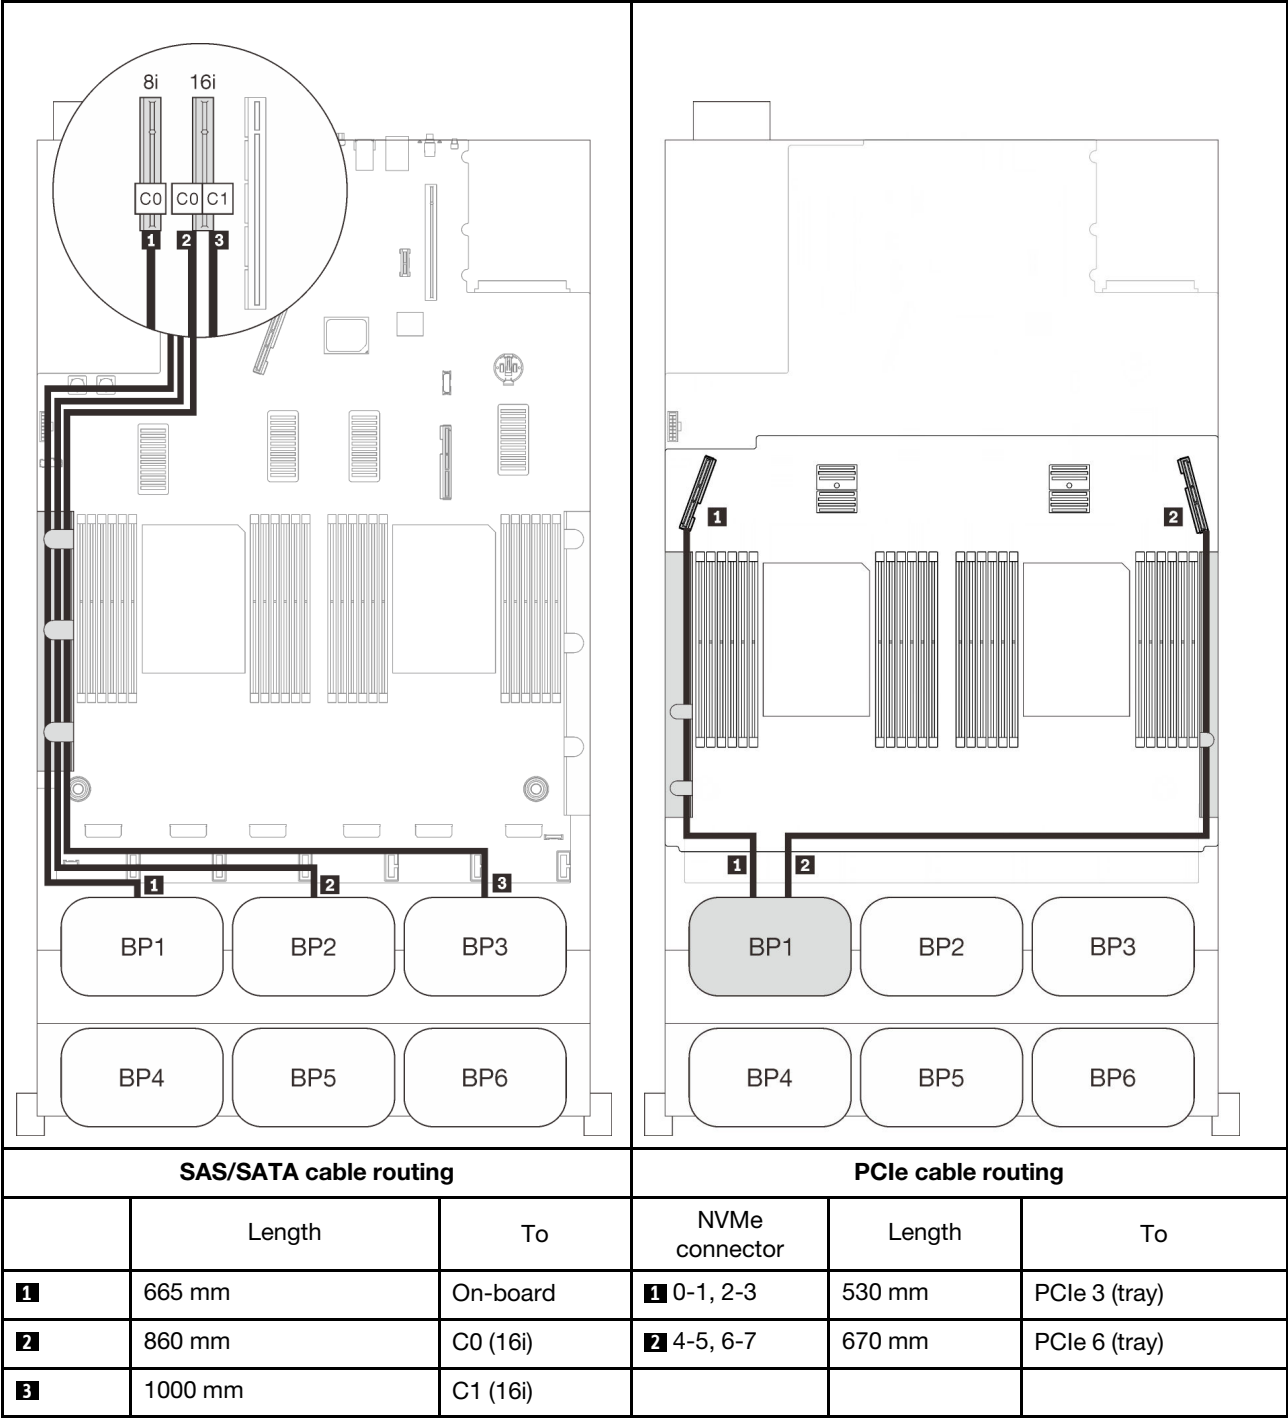 8i 16i
C0 C0 C1
1 2 3
1 2
1 2 3
1 2
BP1 BP2 BP3
BP1 BP2 BP3
BP4 BP5 BP6
BP4 BP5 BP6
SAS/SATA cable routing
PCIe cable routing
Length To NVMe connector Length To
1 665 mm On-board 1 0-1, 2-3 530 mm PCIe 3 (tray)
2 860 mm C0 (16i) 2 4-5, 6-7 670 mm PCIe 6 (tray)
3 1000 mm C1 (16i)